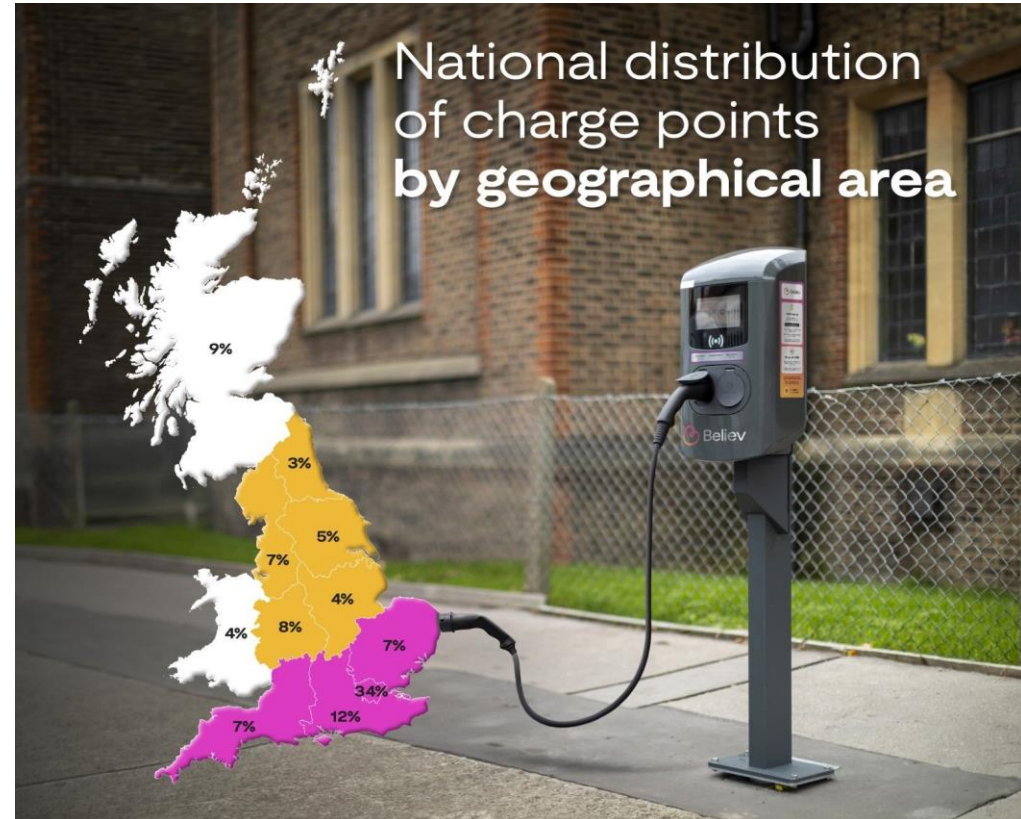 National distribution
of charge points
by geographical area
9%
3%
5%
7%
4%
8%
4%
7%
34%
12%
7%
Believ